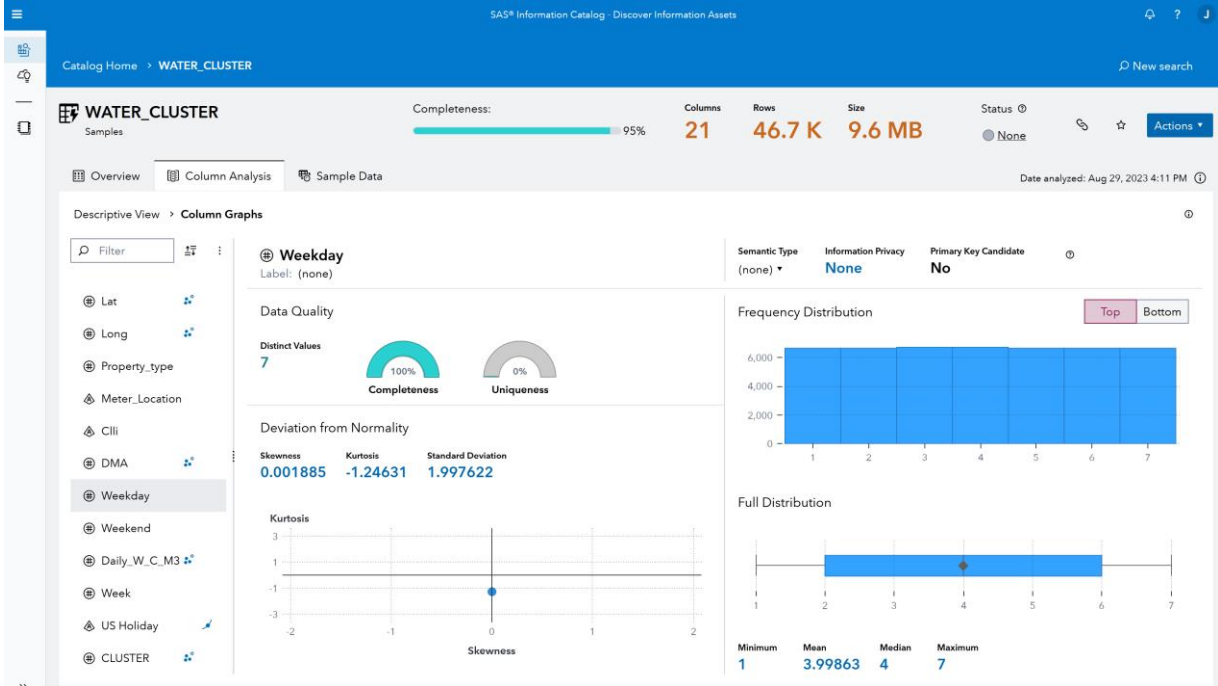 SAS® Information Catalog - Discover Information Assets
? J
Catalog Home > WATER_CLUSTER
New search
WATER_CLUSTER
Samples
Completeness:
95%
Columns
21
Rows
46.7 K
Size
9.6 MB
Status
None
Actions
Overview Column Analysis Sample Data
Date analyzed: Aug 29, 2023 4:11 PM
Descriptive View > Column Graphs
Filter
Lat
Long
Property_type
Meter_Location
Clli
DMA
Weekday
Weekend
Daily_W_C_M3
Week
US Holiday
CLUSTER
Weekday
Label: (none)
Semantic Type
(none)
Information Privacy
None
Primary Key Candidate
No
Data Quality
Distinct Values
7
100%
Completeness
0%
Uniqueness
Deviation from Normality
Skewness
0.001885
Kurtosis
-1.24631
Standard Deviation
1.997622
Kurtosis
3
1
-1
-3
-2 -1 0 1 2
Skewness
Frequency Distribution
Top Bottom
6,000
4,000
2,000
0
1 2 3 4 5 6 7
Full Distribution
1 2 3 4 5 6 7
Minimum
1
Mean
3.99863
Median
4
Maximum
7